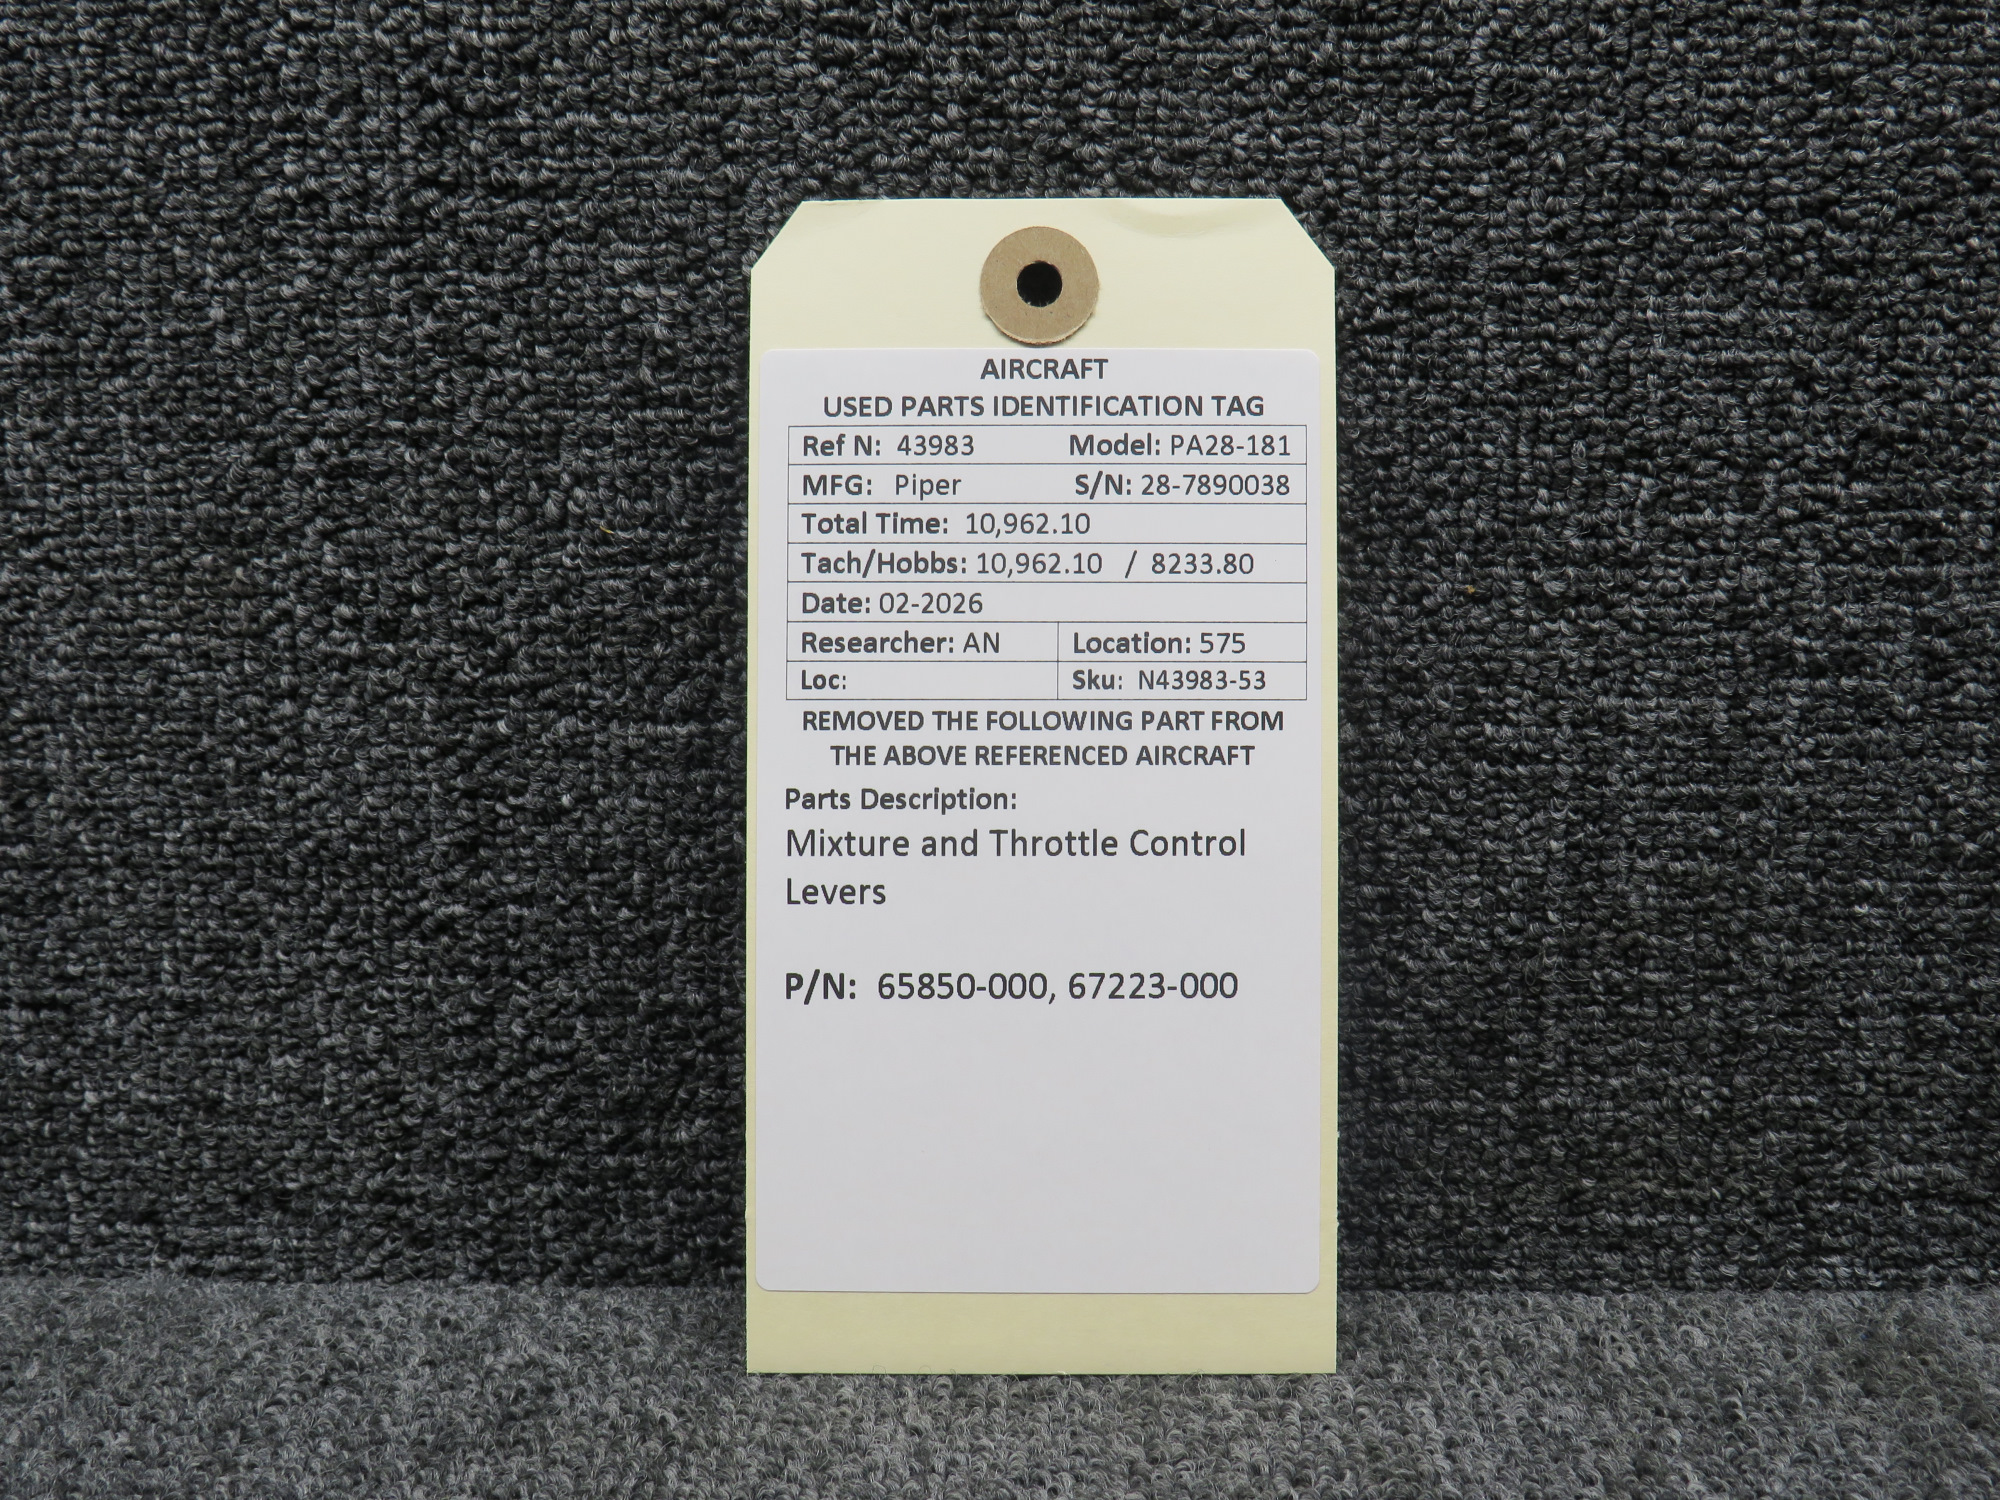 AIRCRAFT
USED PARTS IDENTIFICATION TAG
Ref N: 43983 Model: PA28-181
MFG: Piper S/N: 28-7890038
Total Time: 10,962.10
Tach/Hobbs: 10,962.10 / 8233.80
Date: 02-2026
Researcher: AN Location: 575
Loc: Sku: N43983-53
REMOVED THE FOLLOWING PART FROM
THE ABOVE REFERENCED AIRCRAFT
Parts Description:
Mixture and Throttle Control
Levers
P/N: 65850-000, 67223-000